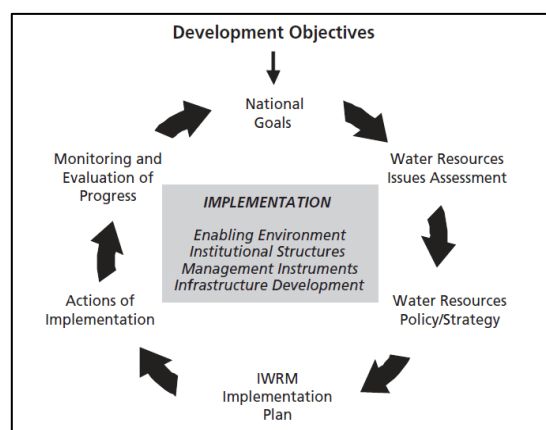 Development Objectives
National
Goals
Water Resources
Issues Assessment
Water Resources
Policy/Strategy
IWRM
Implementation
Plan
Actions of
Implementation
Monitoring and
Evaluation of
Progress
IMPLEMENTATION
Enabling Environment
Institutional Structures
Management Instruments
Infrastructure Development